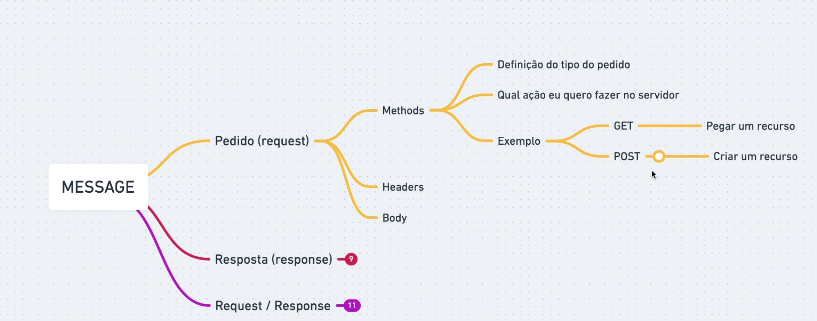 MESSAGE
Pedido (request)
Methods
Definição do tipo do pedido
Qual ação eu quero fazer no servidor
Exemplo
GET
Pegar um recurso
POST
Criar um recurso
Headers
Body
Resposta (response)
9
Request / Response
11